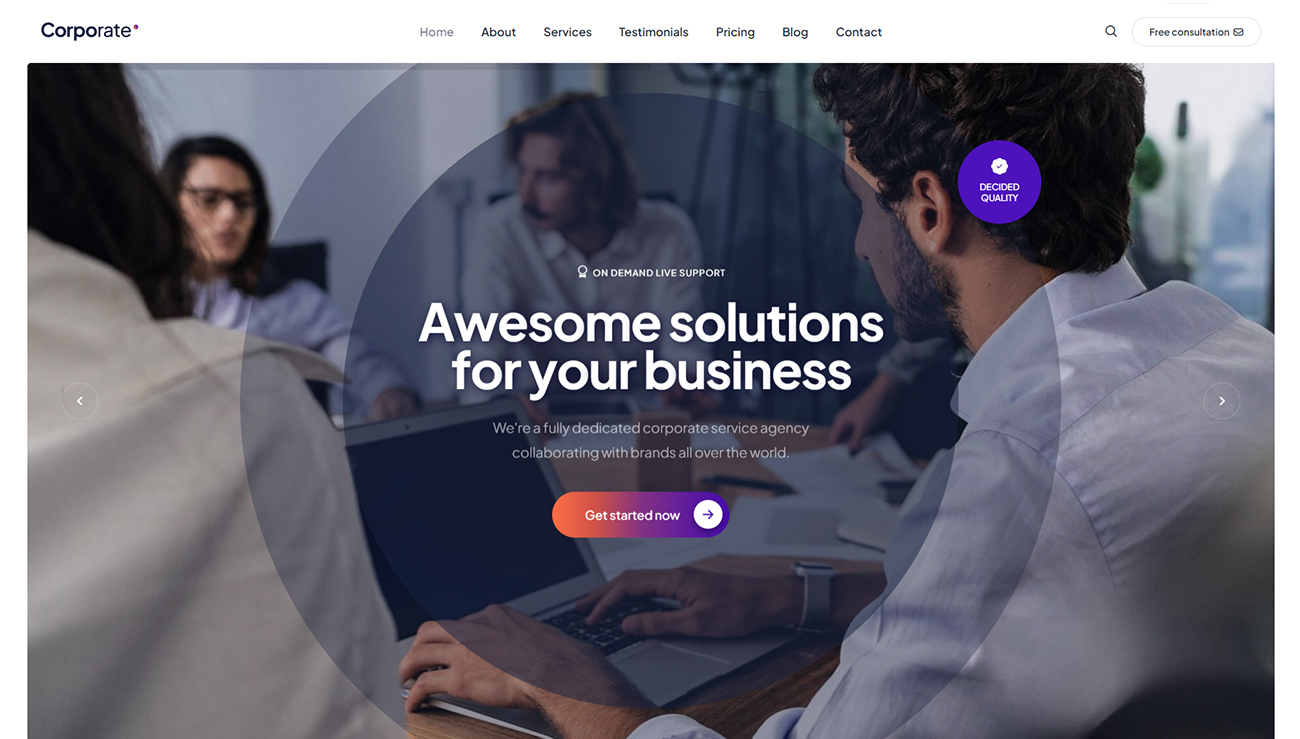 Corporate
Home About Services Testimonials Pricing Blog Contact
Free consultation
DECIDED
QUALITY
ON DEMAND LIVE SUPPORT
Awesome solutions
for your business
We're a fully dedicated corporate service agency
collaborating with brands all over the world.
Get started now